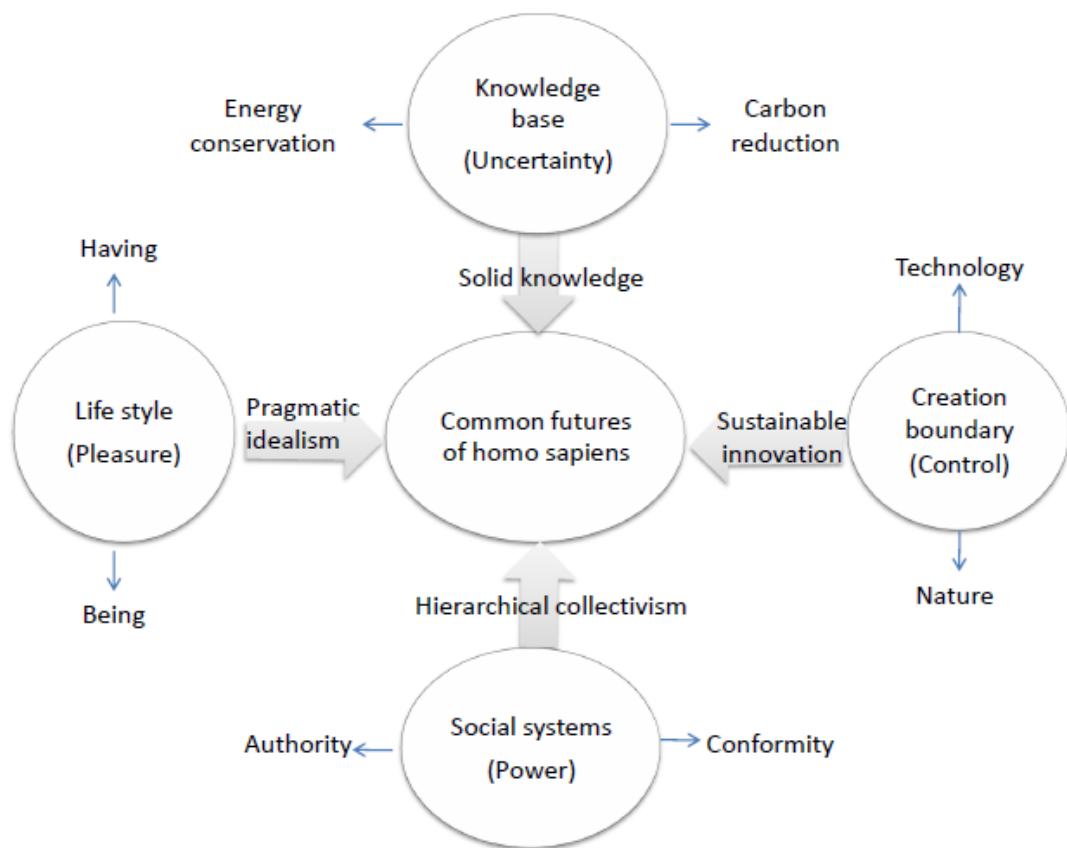 Knowledge
base
(Uncertainty)
Energy
conservation
Carbon
reduction
Solid knowledge
Having
Technology
Life style
(Pleasure)
Pragmatic
idealism
Common futures
of homo sapiens
Sustainable
innovation
Creation
boundary
(Control)
Being
Nature
Hierarchical collectivism
Social systems
(Power)
Authority
Conformity